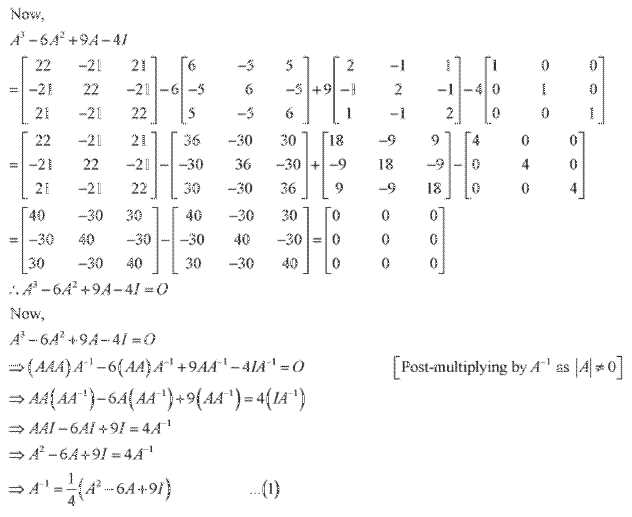 Now,
A³ − 6A² + 9A − 4I
= [22 −21 21; −21 22 −21; 21 −21 22] − 6[6 −5 5; −5 6 −5; 5 −5 6] + 9[2 −1 1; −1 2 −1; 1 −1 2] − 4[1 0 0; 0 1 0; 0 0 1]
= [22 −21 21; −21 22 −21; 21 −21 22] − [36 −30 30; −30 36 −30; 30 −30 36] + [18 −9 9; −9 18 −9; 9 −9 18] − [4 0 0; 0 4 0; 0 0 4]
= [40 −30 30; −30 40 −30; 30 −30 40] − [40 −30 30; −30 40 −30; 30 −30 40] = [0 0 0; 0 0 0; 0 0 0]
∴ A³ − 6A² + 9A − 4I = O
Now,
A³ − 6A² + 9A − 4I = O
⇒ (AAA)A⁻¹ − 6(AA)A⁻¹ + 9AA⁻¹ − 4IA⁻¹ = O [Post-multiplying by A⁻¹ as |A| ≠ 0]
⇒ AA(AA⁻¹) − 6A(AA⁻¹) + 9(AA⁻¹) = 4(IA⁻¹)
⇒ AAI − 6AI + 9I = 4A⁻¹
⇒ A² − 6A + 9I = 4A⁻¹
⇒ A⁻¹ = 1/4 (A² − 6A + 9I) ...(1)